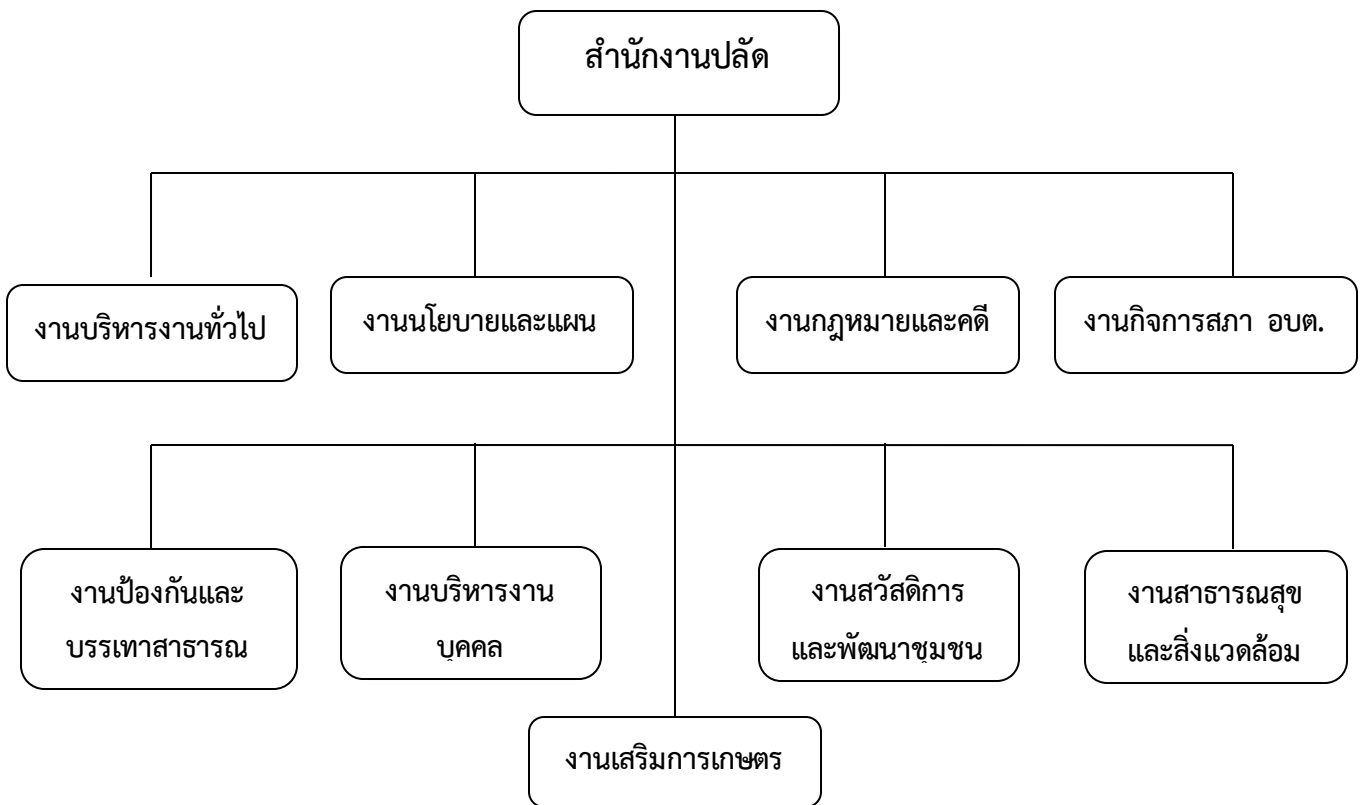 สำนักงานปลัด
งานบริหารงานทั่วไป
งานนโยบายและแผน
งานกฎหมายและคดี
งานกิจการสภา อบต.
งานป้องกันและ
บรรเทาสาธารณ
งานบริหารงาน
บุคคล
งานสวัสดิการ
และพัฒนาชุมชน
งานสาธารณสุข
และสิ่งแวดล้อม
งานเสริมการเกษตร